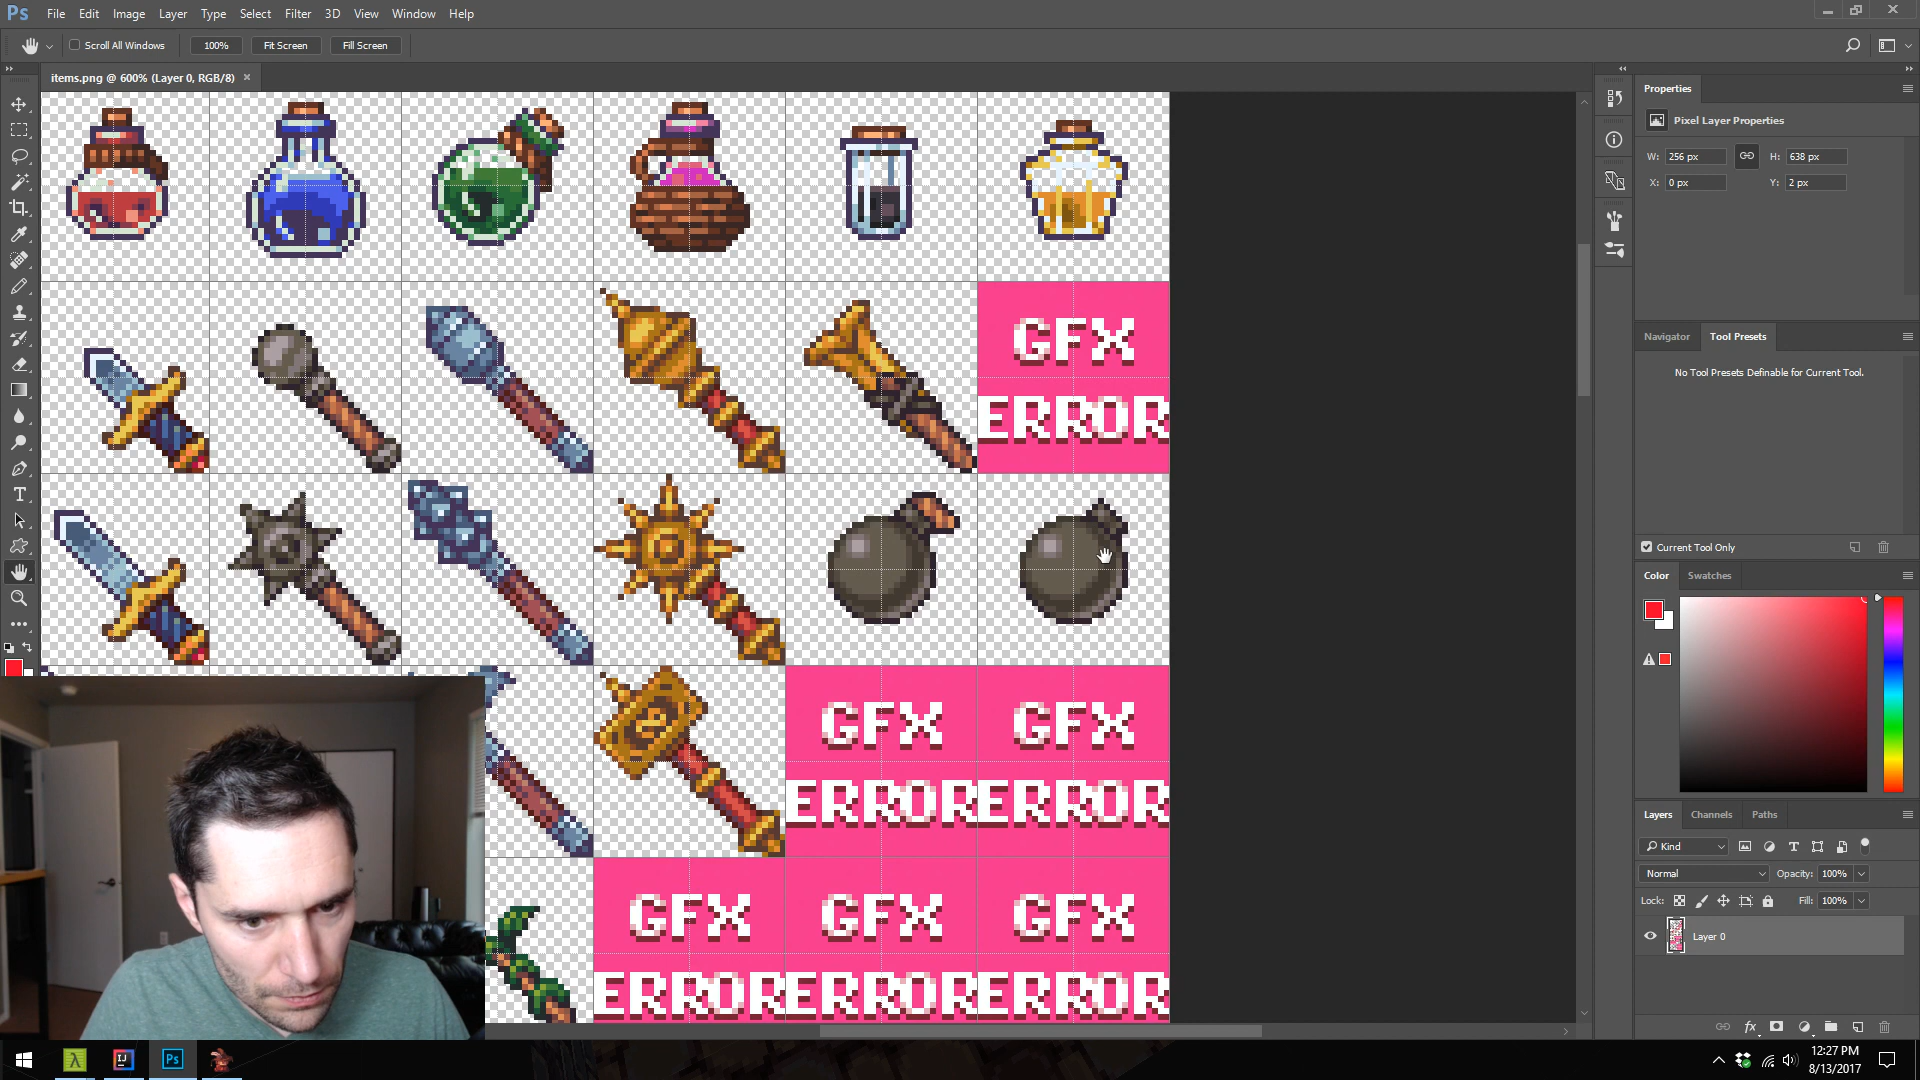 Ps File Edit Image Layer Type Select Filter 3D View Window Help
Scroll All Windows 100% Fit Screen Fill Screen
items.png @ 600% (Layer 0, RGB/8)
Properties
Pixel Layer Properties
W: 256 px H: 638 px
X: 0 px Y: 2 px
Navigator Tool Presets
No Tool Presets Definable for Current Tool.
Current Tool Only
Color Swatches
Layers Channels Paths
Kind
Normal Opacity: 100%
Lock: Fill: 100%
Layer 0
GFX
ERROR
GFX GFX
ERROR ERROR
GFX GFX GFX
ERROR ERROR ERROR
λ IJ Ps
12:27 PM
8/13/2017